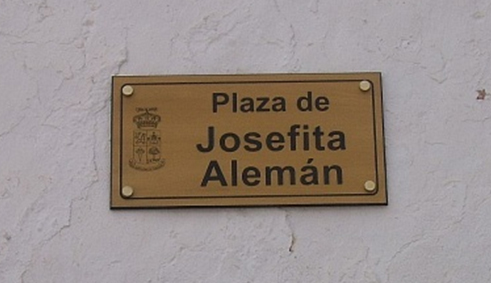 Plaza de
Josefita
Alemán